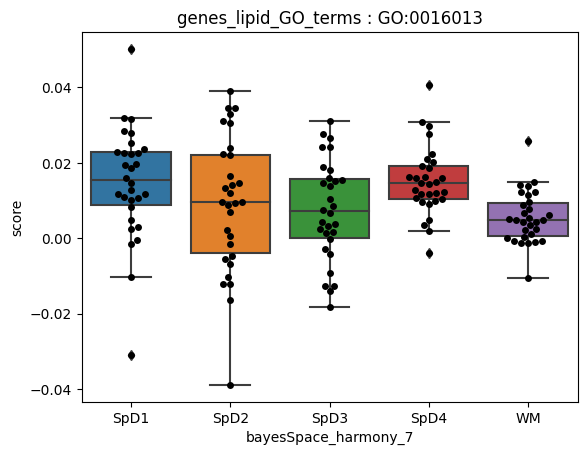 genes_lipid_GO_terms : GO:0016013
score
0.04
0.02
0.00
−0.02
−0.04
SpD1 SpD2 SpD3 SpD4 WM
bayesSpace_harmony_7